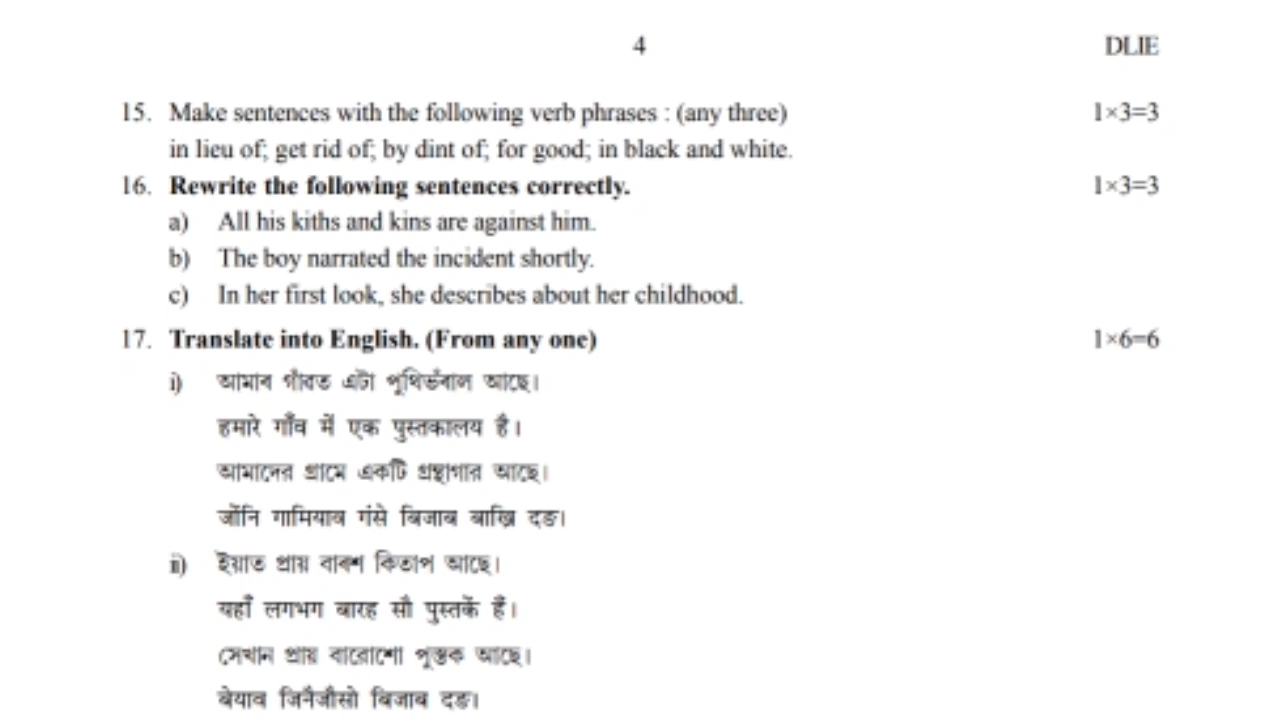 4 DLIE
15. Make sentences with the following verb phrases : (any three) 1×3=3
in lieu of; get rid of; by dint of; for good; in black and white.
16. Rewrite the following sentences correctly. 1×3=3
a) All his kiths and kins are against him.
b) The boy narrated the incident shortly.
c) In her first look, she describes about her childhood.
17. Translate into English. (From any one) 1×6=6
i) আমাৰ গাঁৱত এটা পুথিভঁৰাল আছে।
हमारे गाँव में एक पुस्तकालय है।
আমাদের গ্রামে একটি গ্রন্থাগার আছে।
जोंनि गामियाव गंसे बिजाब बाख्रि दङ।
ii) ইয়াত প্ৰায় বাৰশ কিতাপ আছে।
यहाँ लगभग बारह सौ पुस्तकें हैं।
সেখান প্রায় বারোশো পুস্তক আছে।
बेयाव जिनैजौसो बिजाब दङ।